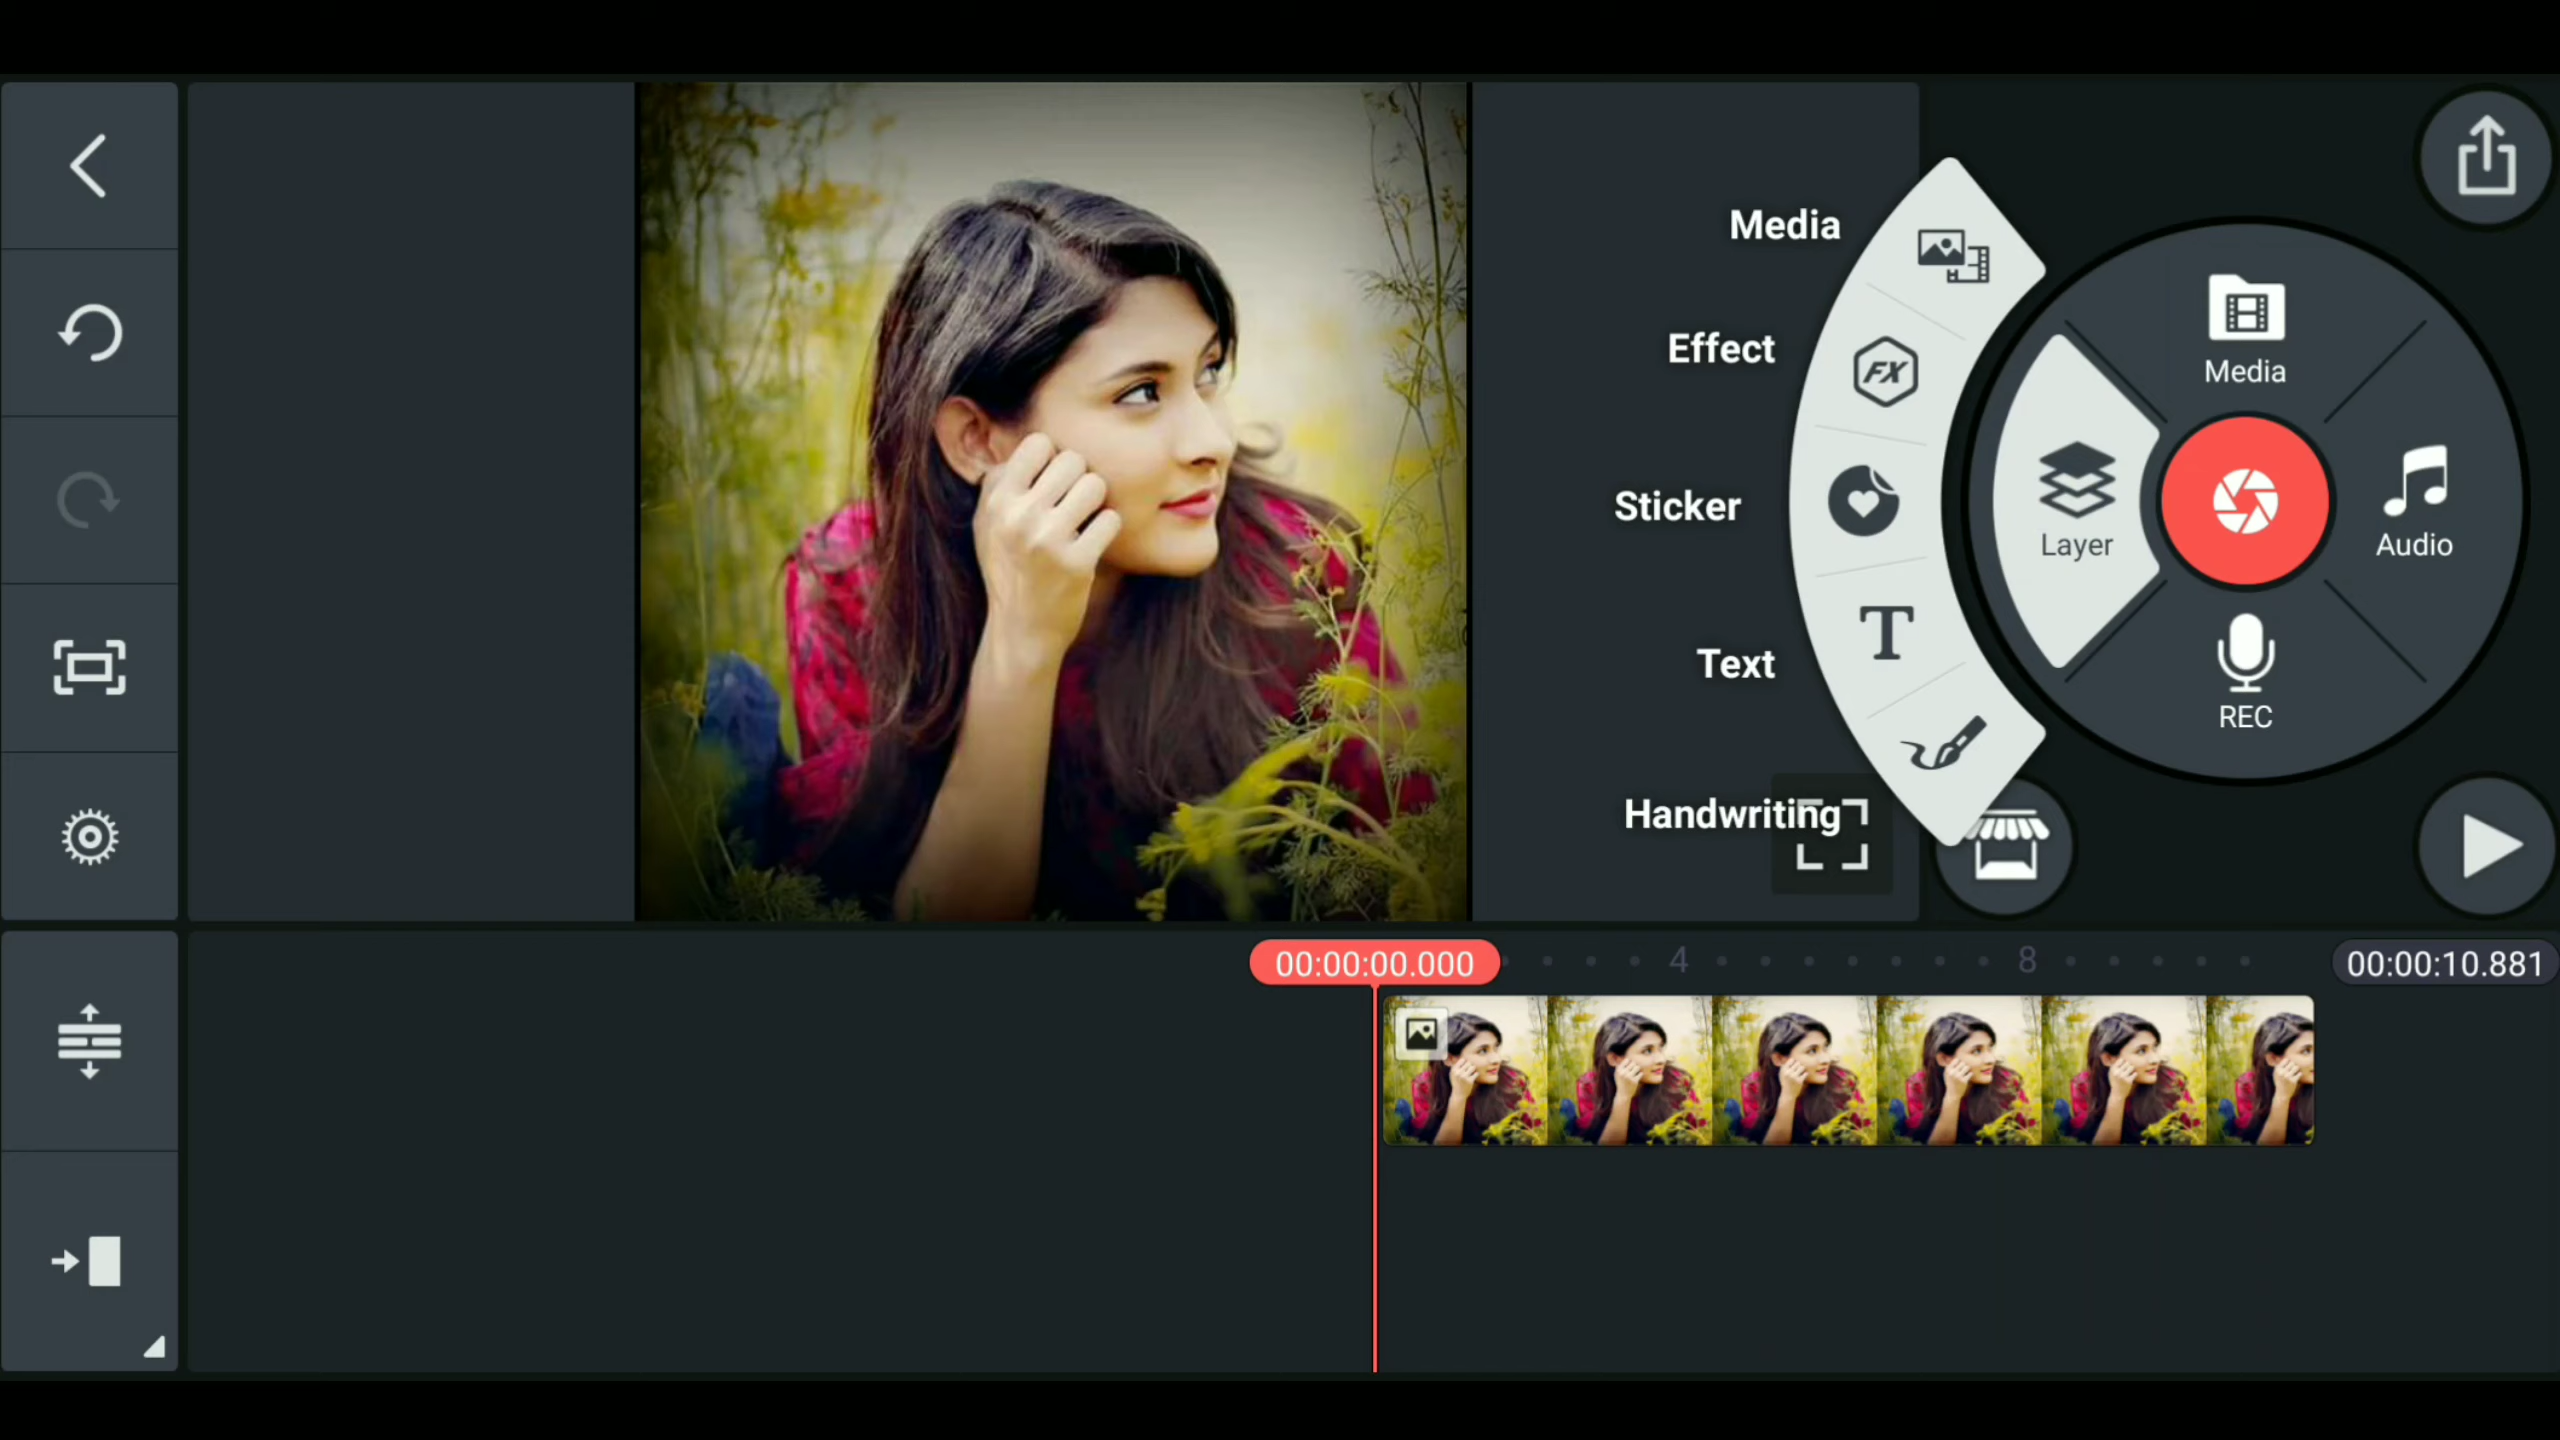 Media
Effect
Sticker
Text
Handwriting
FX
T
Media
Layer
Audio
REC
00:00:00.000
4
8
00:00:10.881